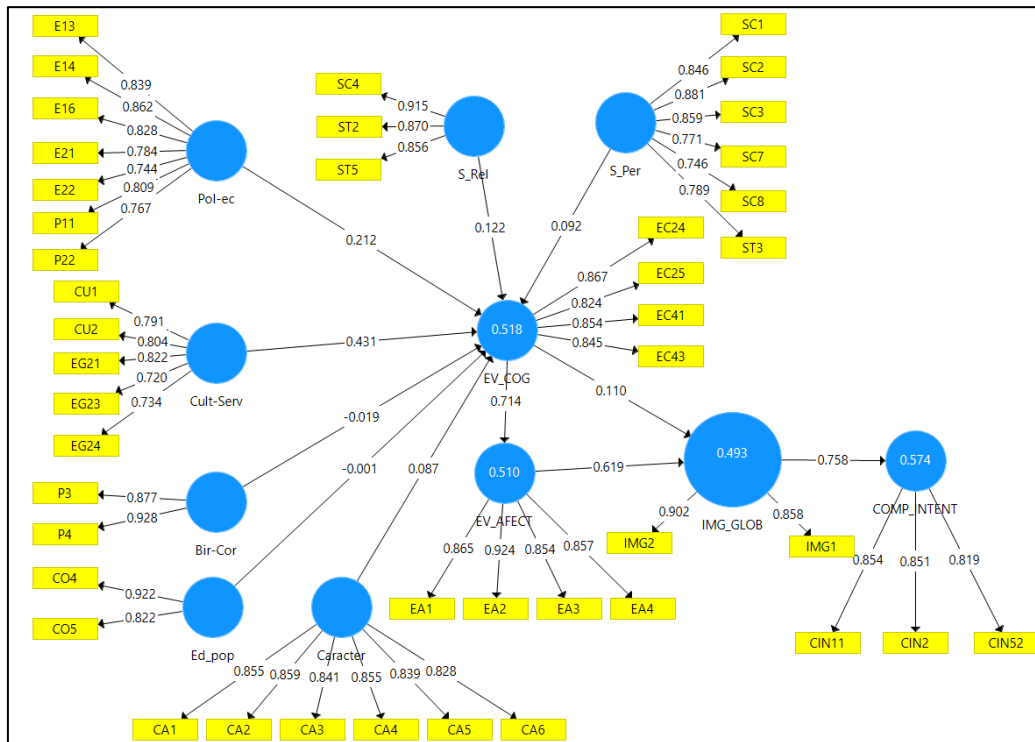 E13
E14
E16
E21
E22
P11
P22
0.839
0.862
0.828
0.784
0.744
0.809
0.767
Pol-ec
0.212
SC4
ST2
ST5
0.915
0.870
0.856
S_Rel
0.122
SC1
SC2
SC3
SC7
SC8
ST3
0.846
0.881
0.859
0.771
0.746
0.789
S_Per
0.092
EC24
EC25
EC41
EC43
0.867
0.824
0.854
0.845
0.518
EV_COG
0.714
0.110
CU1
CU2
EG21
EG23
EG24
0.791
0.804
0.822
0.720
0.734
Cult-Serv
0.431
P3
P4
0.877
0.928
Bir-Cor
-0.019
CO4
CO5
0.922
0.822
Ed_pop
-0.001
Caracter
0.087
0.855
0.859
0.841
0.855
0.839
0.828
CA1
CA2
CA3
CA4
CA5
CA6
0.510
EV_AFECT
0.619
0.865
0.924
0.854
0.857
EA1
EA2
EA3
EA4
0.493
IMG_GLOB
0.902
0.858
IMG2
IMG1
0.758
0.574
COMP_INTENT
0.854
0.851
0.819
CIN11
CIN2
CIN52